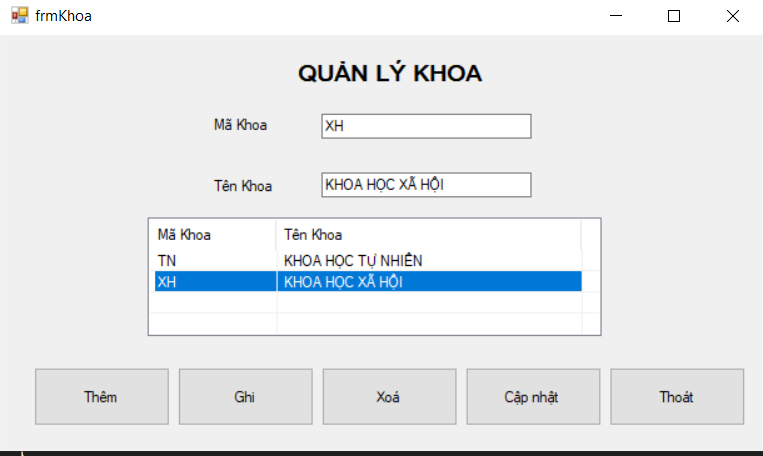 frmKhoa
QUẢN LÝ KHOA
Mã Khoa XH
Tên Khoa KHOA HỌC XÃ HỘI
Mã Khoa Tên Khoa
TN KHOA HỌC TỰ NHIÊN
XH KHOA HỌC XÃ HỘI
Thêm Ghi Xoá Cập nhật Thoát